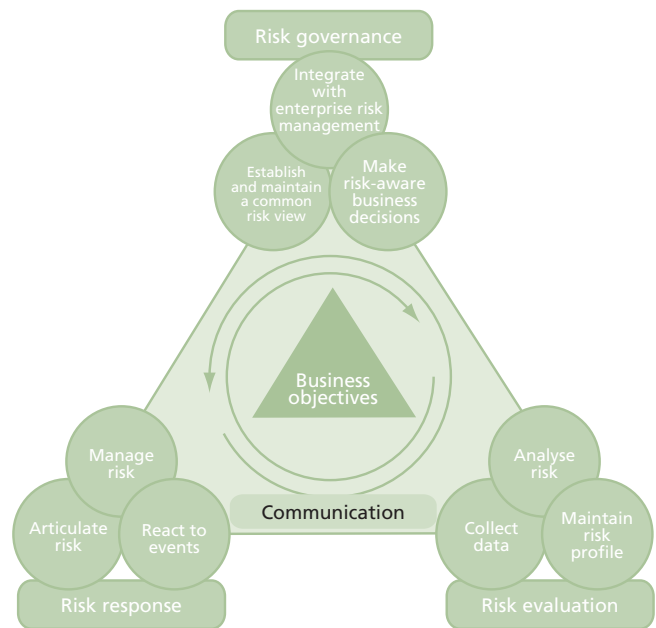 Risk governance
Integrate
with
enterprise risk
management
Establish
and maintain
a common
risk view
Make
risk-aware
business
decisions
Business
objectives
Manage
risk
Articulate
risk
React to
events
Risk response
Communication
Analyse
risk
Collect
data
Maintain
risk
profile
Risk evaluation